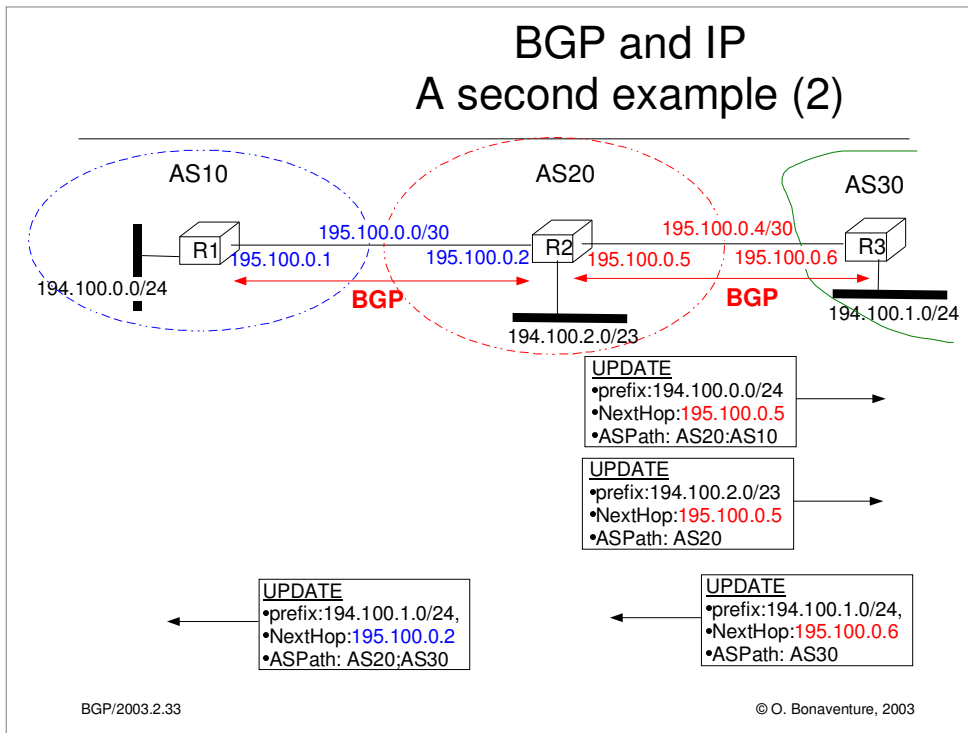 BGP and IP
A second example (2)
AS10
AS20
AS30
R1
195.100.0.0/30
R2
195.100.0.4/30
R3
195.100.0.1
195.100.0.2
195.100.0.5
195.100.0.6
194.100.0.0/24
BGP
BGP
194.100.2.0/23
194.100.1.0/24
UPDATE
•prefix:194.100.0.0/24
•NextHop:195.100.0.5
•ASPath: AS20:AS10
UPDATE
•prefix:194.100.2.0/23
•NextHop:195.100.0.5
•ASPath: AS20
UPDATE
•prefix:194.100.1.0/24,
•NextHop:195.100.0.2
•ASPath: AS20;AS30
UPDATE
•prefix:194.100.1.0/24,
•NextHop:195.100.0.6
•ASPath: AS30
BGP/2003.2.33
© O. Bonaventure, 2003